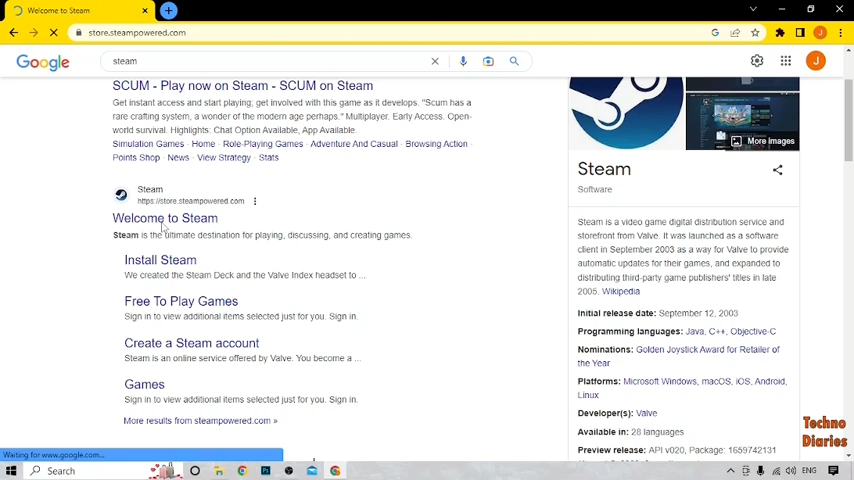 Welcome to Steam
store.steampowered.com
G
J
Google
steam
J
SCUM - Play now on Steam - SCUM on Steam
Get instant access and start playing; get involved with this game as it develops. "Scum has a
rare crafting system, a wonder of the modern age perhaps." Multiplayer. Early Access. Open-
world survival. Highlights: Chat Option Available, App Available.
Simulation Games · Home · Role-Playing Games · Adventure And Casual · Browsing Action ·
Points Shop · News · View Strategy · Stats
Steam
https://store.steampowered.com
Welcome to Steam
Steam is the ultimate destination for playing, discussing, and creating games.
Install Steam
We created the Steam Deck and the Valve Index headset to ...
Free To Play Games
Sign in to view additional items selected just for you. Sign in.
Create a Steam account
Steam is an online service offered by Valve. You become a ...
Games
Sign in to view additional items selected just for you. Sign in.
More results from steampowered.com »
More images
Steam
Software
Steam is a video game digital distribution service and
storefront from Valve. It was launched as a software
client in September 2003 as a way for Valve to provide
automatic updates for their games, and expanded to
distributing third-party game publishers' titles in late
2005. Wikipedia
Initial release date: September 12, 2003
Programming languages: Java, C++, Objective-C
Nominations: Golden Joystick Award for Retailer of
the Year
Platforms: Microsoft Windows, macOS, iOS, Android,
Linux
Developer(s): Valve
Available in: 28 languages
Preview release: API v020, Package: 1659742131
Techno
Diaries
Waiting for www.google.com...
Search
Ps
ENG